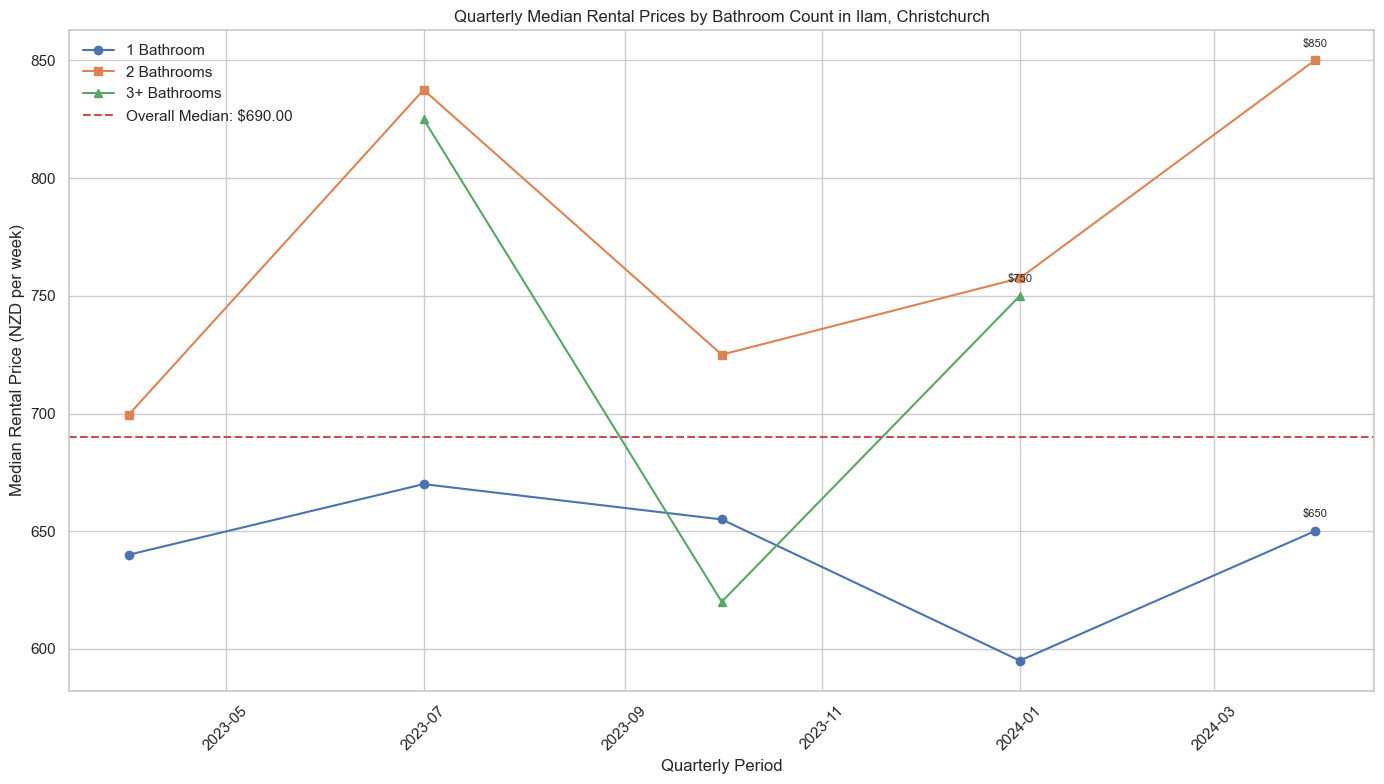 Quarterly Median Rental Prices by Bathroom Count in Ilam, Christchurch
1 Bathroom
2 Bathrooms
3+ Bathrooms
Overall Median: $690.00
Median Rental Price (NZD per week)
850
800
750
700
650
600
$850
$750
$650
2023-05
2023-07
2023-09
2023-11
2024-01
2024-03
Quarterly Period